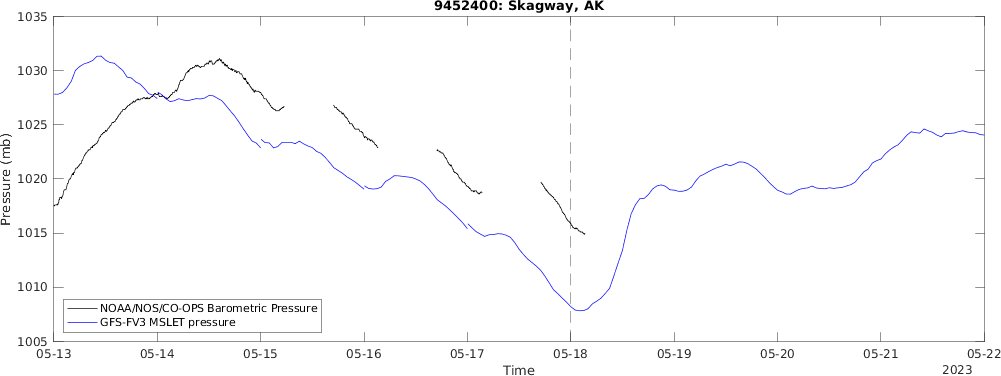 9452400: Skagway, AK
1035
1030
1025
1020
1015
1010
1005
Pressure (mb)
NOAA/NOS/CO-OPS Barometric Pressure
GFS-FV3 MSLET pressure
05-13 05-14 05-15 05-16 05-17 05-18 05-19 05-20 05-21 05-22
Time
2023